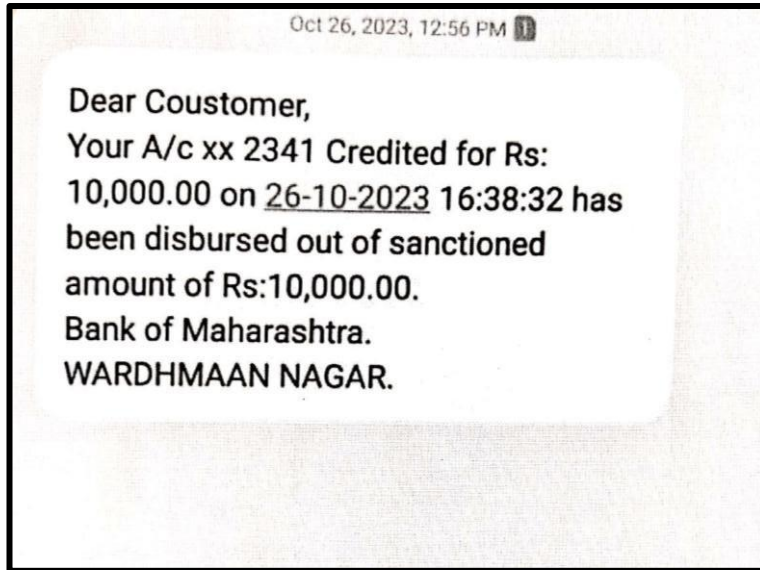 Oct 26, 2023, 12:56 PM
Dear Coustomer,
Your A/c xx 2341 Credited for Rs:
10,000.00 on 26-10-2023 16:38:32 has
been disbursed out of sanctioned
amount of Rs:10,000.00.
Bank of Maharashtra.
WARDHMAAN NAGAR.